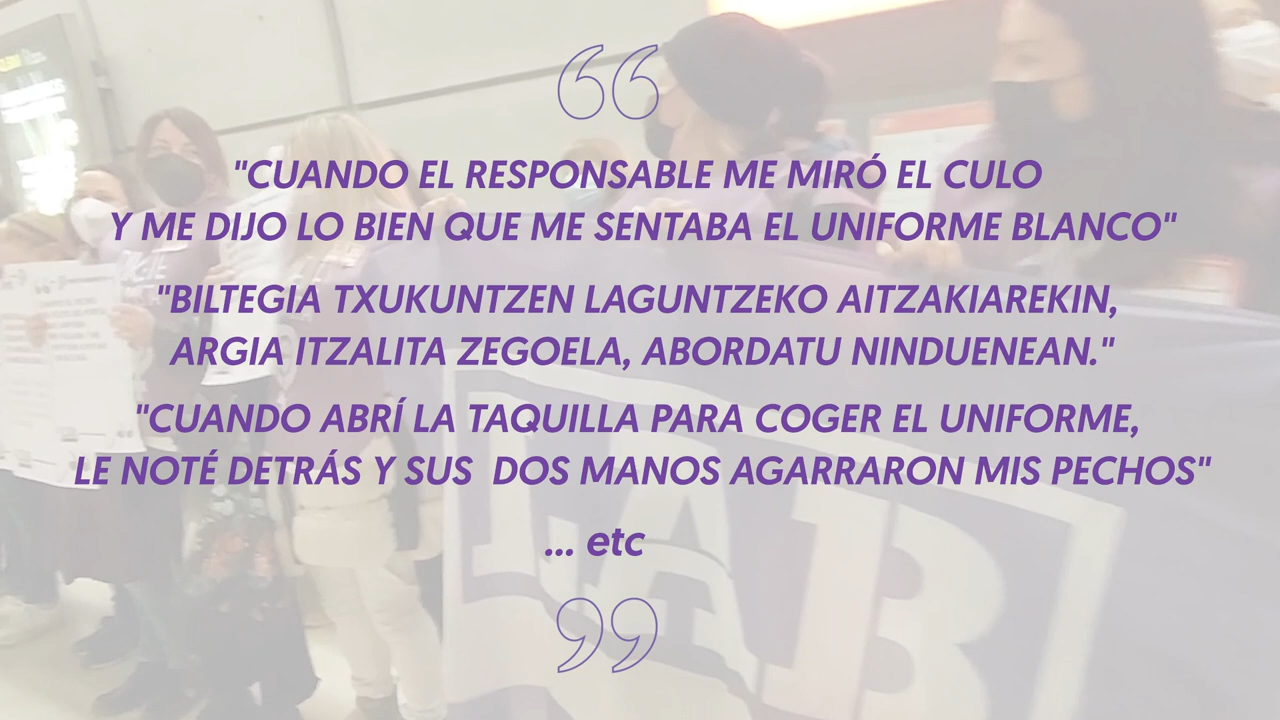 "CUANDO EL RESPONSABLE ME MIRÓ EL CULO
Y ME DIJO LO BIEN QUE ME SENTABA EL UNIFORME BLANCO"
"BILTEGIA TXUKUNTZEN LAGUNTZEKO AITZAKIAREKIN,
ARGIA ITZALITA ZEGOELA, ABORDATU NINDUENEAN."
"CUANDO ABRÍ LA TAQUILLA PARA COGER EL UNIFORME,
LE NOTÉ DETRÁS Y SUS DOS MANOS AGARRARON MIS PECHOS"
... etc
LAB